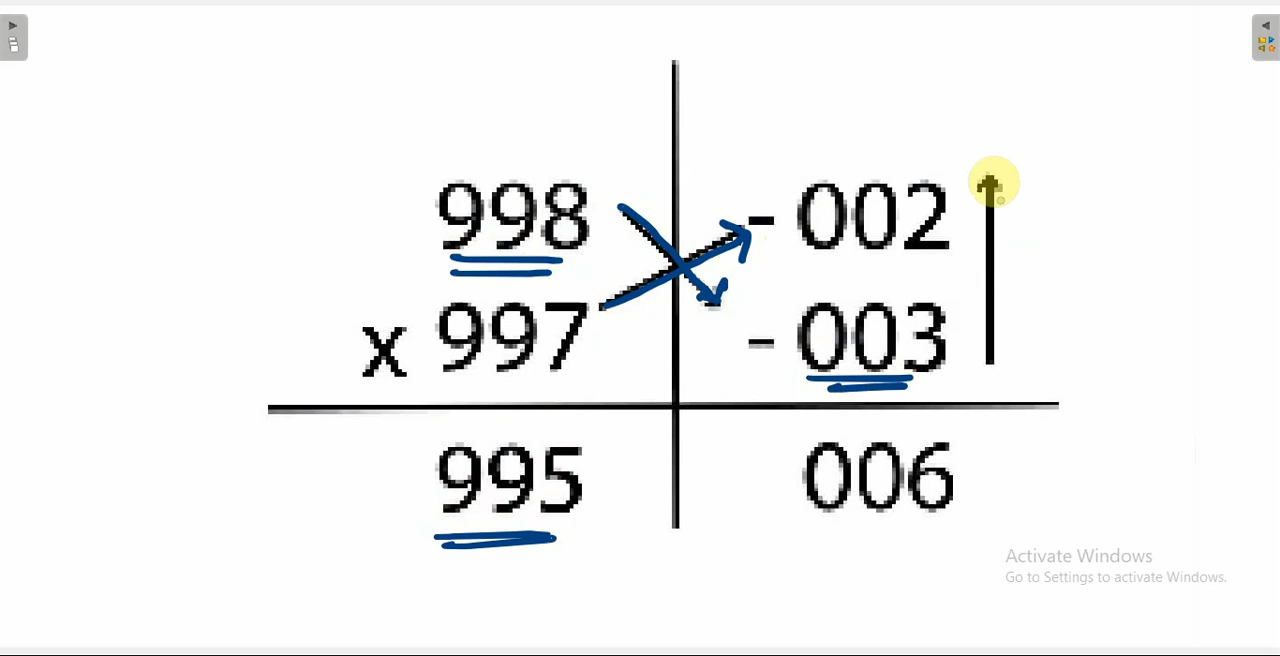 998 - 002
x 997 - 003
995 006
Activate Windows
Go to Settings to activate Windows.